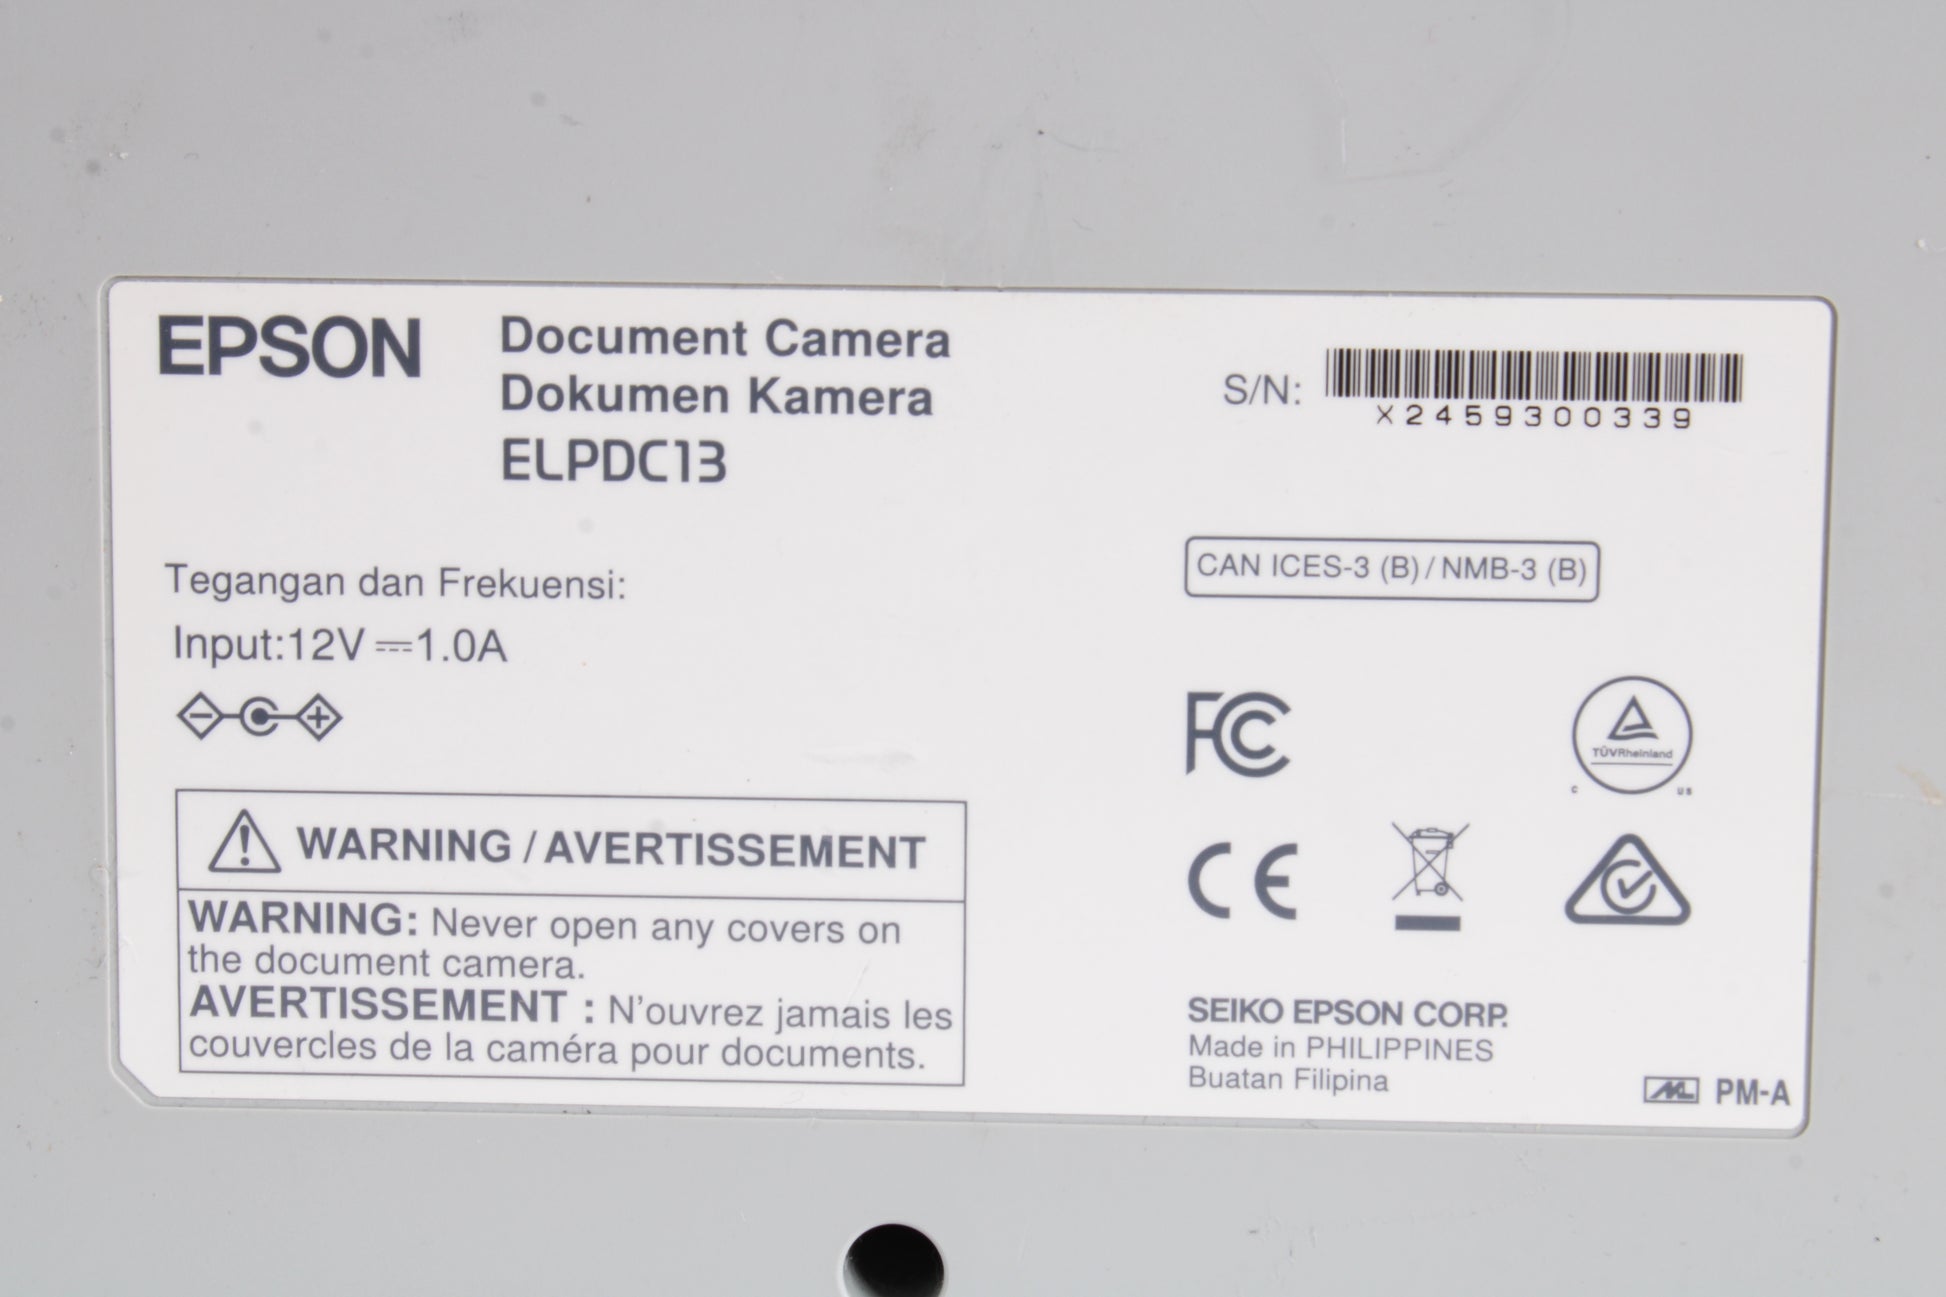 EPSON
Document Camera
Dokumen Kamera
ELPDC13
S/N:
X2459300339
Tegangan dan Frekuensi:
Input:12V⎓1.0A
CAN ICES-3 (B) / NMB-3 (B)
FC
TÜVRheinland
C US
CE
WARNING / AVERTISSEMENT
WARNING: Never open any covers on
the document camera.
AVERTISSEMENT : N'ouvrez jamais les
couvercles de la caméra pour documents.
SEIKO EPSON CORP.
Made in PHILIPPINES
Buatan Filipina
PM-A